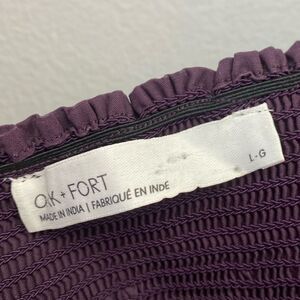 OAK + FORT
MADE IN INDIA | FABRIQUÉ EN INDE
L-G